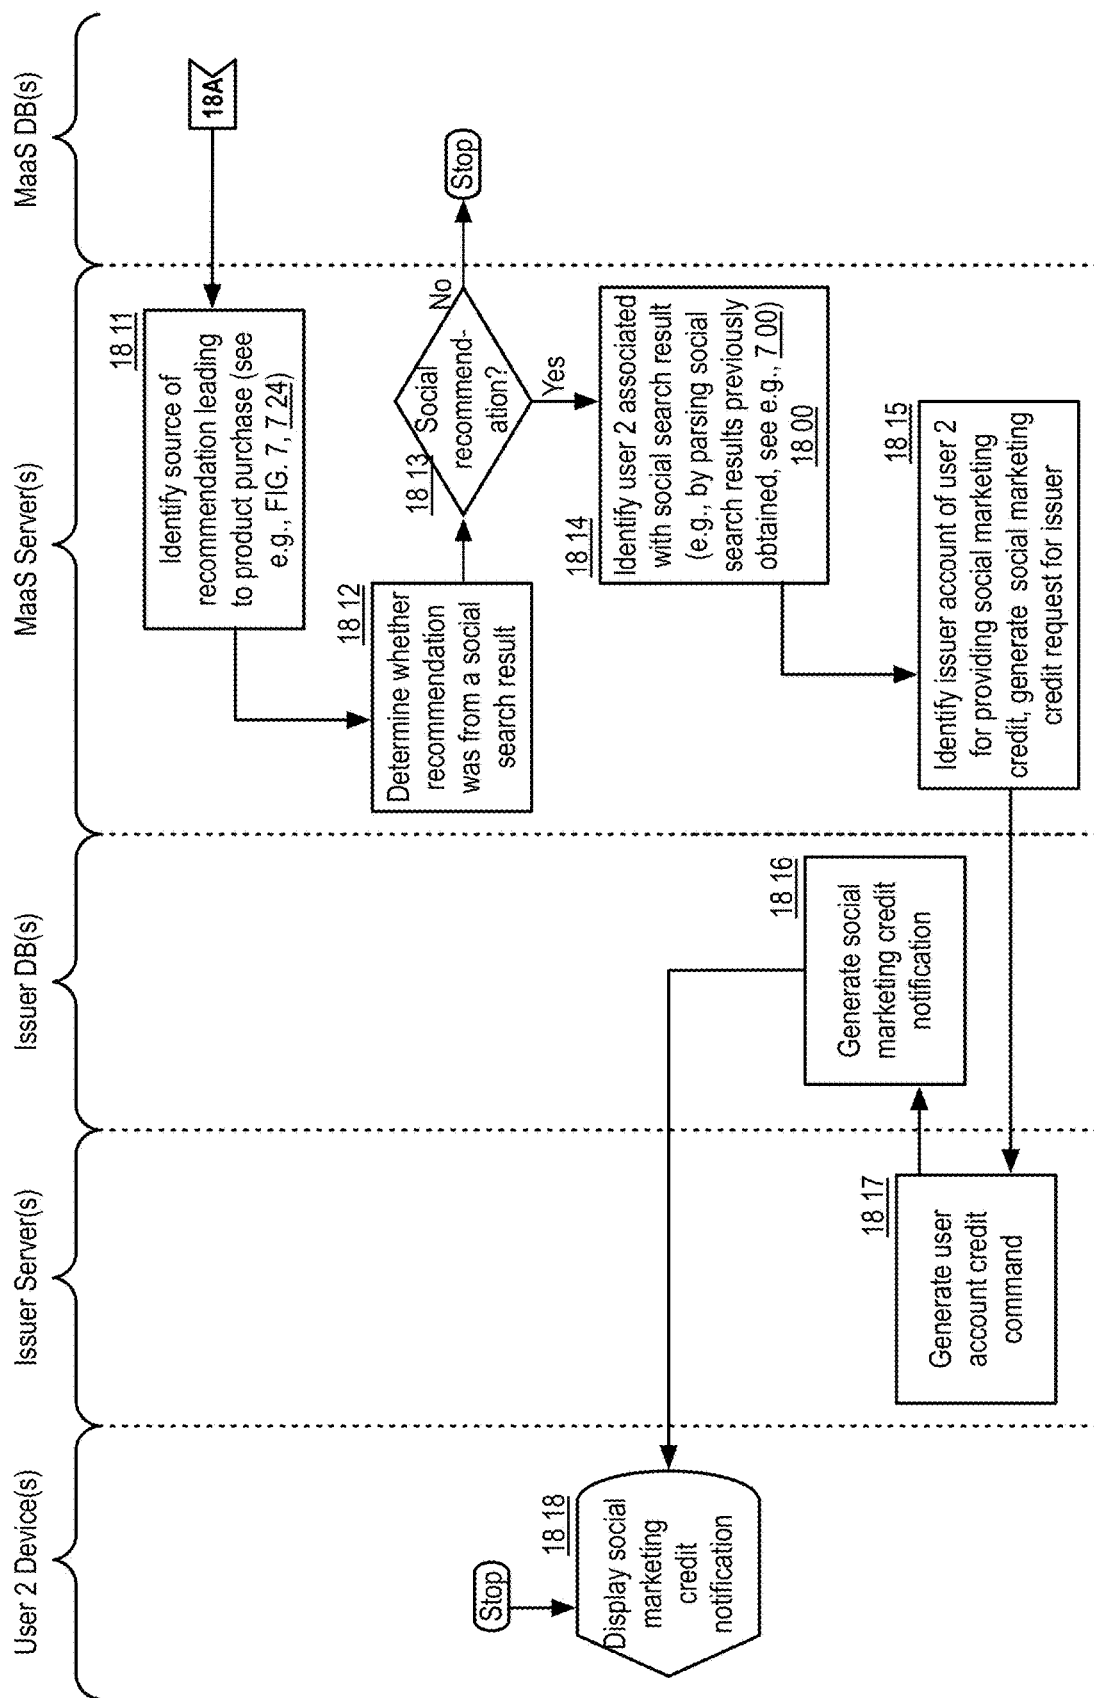 User 2 Device(s)
Issuer Server(s)
Issuer DB(s)
MaaS Server(s)
MaaS DB(s)
18A
18 11
Identify source of
recommendation leading
to product purchase (see
e.g., FIG. 7, 7 24)
18 12
Determine whether
recommendation
was from a social
search result
18 13
Social
recommend-
ation?
No
Stop
Yes
18 14
Identify user 2 associated
with social search result
(e.g., by parsing social
search results previously
obtained, see e.g., 7 00)
18 00
18 15
Identify issuer account of user 2
for providing social marketing
credit, generate social marketing
credit request for issuer
18 16
Generate social
marketing credit
notification
18 17
Generate user
account credit
command
Stop
18 18
Display social
marketing
credit
notification